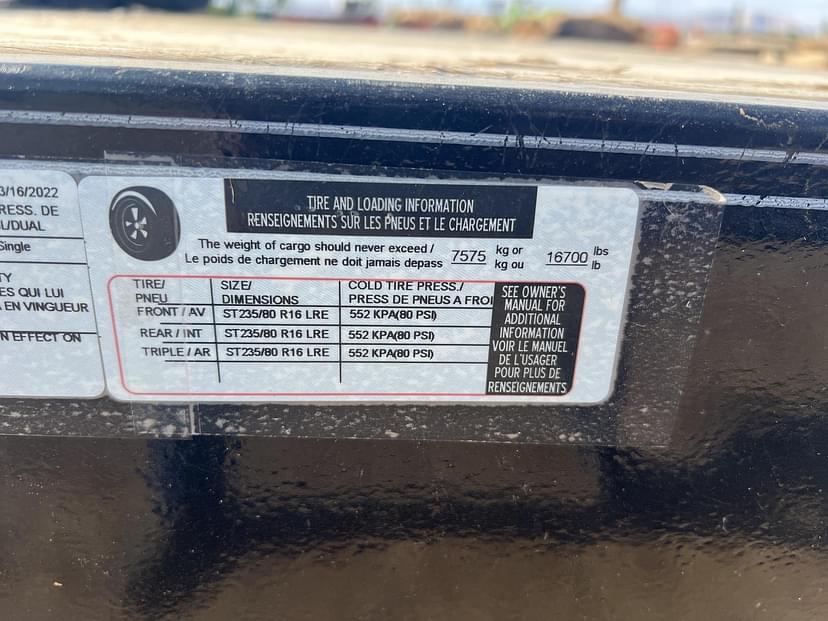 3/16/2022
RESS. DE
U/DUAL
Single
TY
ES QUI LUI
EN VINGUEUR
N EFFECT ON
TIRE AND LOADING INFORMATION
RENSEIGNEMENTS SUR LES PNEUS ET LE CHARGEMENT
The weight of cargo should never exceed / 7575 kg or 16700 lbs
Le poids de chargement ne doit jamais depass kg ou lb
TIRE/ SIZE/ COLD TIRE PRESS./
PNEU DIMENSIONS PRESS DE PNEUS A FROI
FRONT / AV ST235/80 R16 LRE 552 KPA(80 PSI)
REAR / INT ST235/80 R16 LRE 552 KPA(80 PSI)
TRIPLE / AR ST235/80 R16 LRE 552 KPA(80 PSI)
SEE OWNER'S
MANUAL FOR
ADDITIONAL
INFORMATION
VOIR LE MANUEL
DE L'USAGER
POUR PLUS DE
RENSEIGNEMENTS